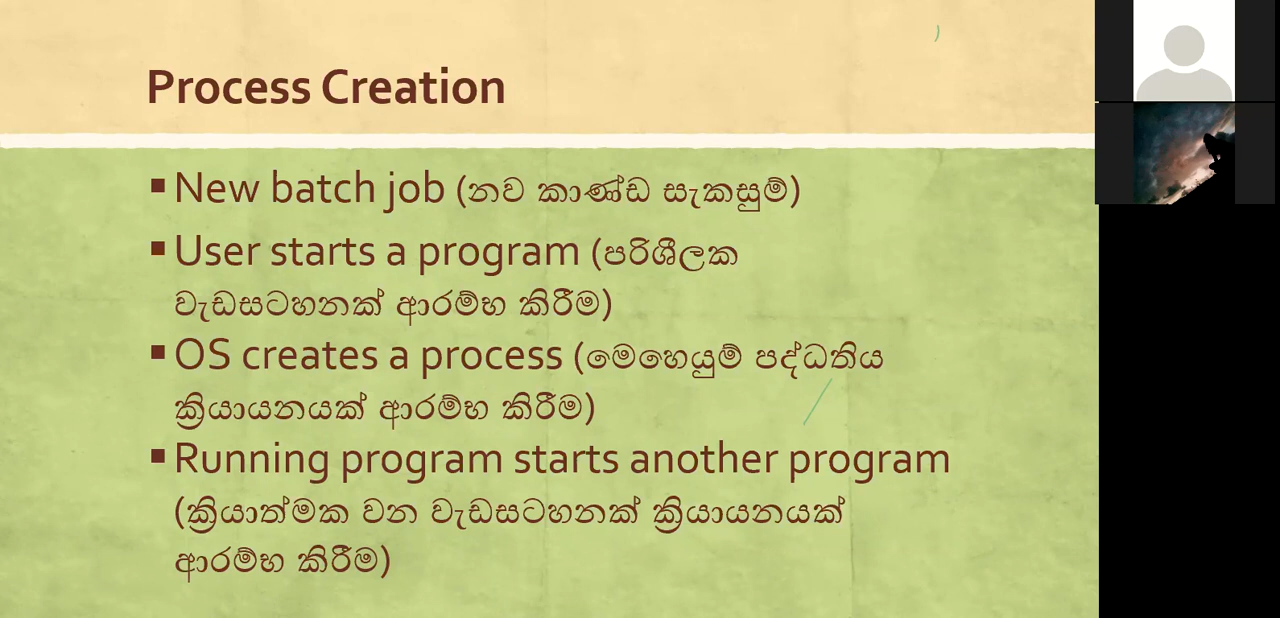 Process Creation
▪ New batch job (නව කාණ්ඩ සැකසුම්)
▪ User starts a program (පරිශීලක
වැඩසටහනක් ආරම්භ කිරීම)
▪ OS creates a process (මෙහෙයුම් පද්ධතිය
ක්‍රියායනයක් ආරම්භ කිරීම)
▪ Running program starts another program
(ක්‍රියාත්මක වන වැඩසටහනක් ක්‍රියායනයක්
ආරම්භ කිරීම)